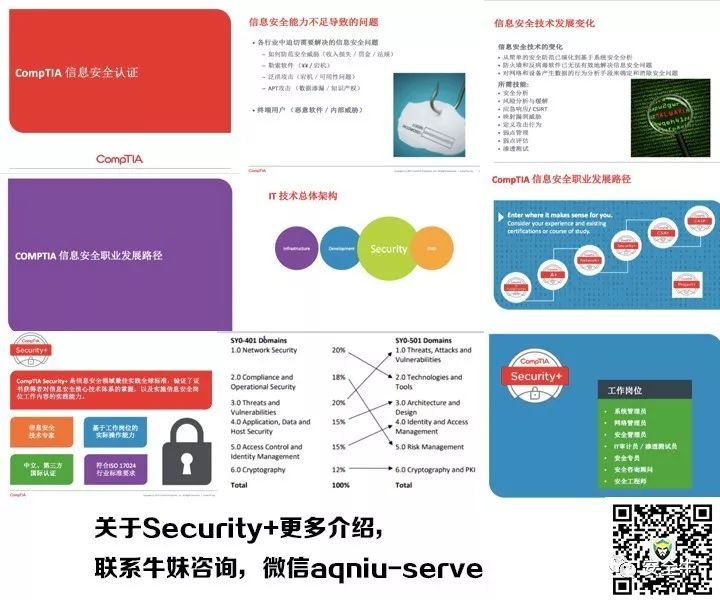 CompTIA 信息安全认证
CompTIA
信息安全能力不足导致的问题
• 各行业中迫切需要解决的信息安全问题
– 如何防范安全威胁（收入损失 / 罚金 / 法规）
– 勒索软件（¥¥ / 宕机）
– 泛洪攻击（宕机 / 可用性问题）
– APT攻击 （数据泄漏 / 知识产权）
• 终端用户 （恶意软件 / 内部威胁）
CompTIA
信息安全技术发展变化
信息安全技术的变化
• 从简单的安全防范已演化到基于系统安全分析
• 防火墙和反病毒软件已无法有效地解决信息安全问题
• 对网络和设备产生数据的行为分析手段来确定和消除安全问题
所需技能:
• 安全分析
• 风险分析与缓解
• 应急响应/ CSIRT
• 映射漏洞威胁
• 定义攻击行为
• 弱点管理
• 弱点评估
• 渗透测试
MALWARE
COMPTIA 信息安全职业发展路径
IT 技术总体架构
Infrastructure
Development
Security
CompTIA 信息安全职业发展路径
Enter where it makes sense for you.
Consider your experience and existing
certifications or course of study.
A+
Network+
Security+
CSA+
CASP
Project+
CompTIA
Security+
CompTIA Security+ 是信息安全领域最佳实践全球标准，验证了证
书获得者对信息安全核心技术体系的掌握，以及实施信息安全岗
位工作内容的实践能力。
信息安全
技术专家
基于工作岗位的
实际操作能力
中立、第三方
国际认证
符合ISO 17024
行业标准要求
CompTIA
SY0-401 Domains
SY0-501 Domains
1.0 Network Security 20%
1.0 Threats, Attacks and
Vulnerabilities
2.0 Compliance and
Operational Security 18%
2.0 Technologies and
Tools
3.0 Threats and
Vulnerabilities 20%
3.0 Architecture and
Design
4.0 Application, Data and
Host Security 15%
4.0 Identity and Access
Management
5.0 Access Control and
Identity Management 15%
5.0 Risk Management
6.0 Cryptography 12%
6.0 Cryptography and PKI
Total 100%
Total
CompTIA
Security+
工作岗位
• 系统管理员
• 网络管理员
• 安全管理员
• IT审计员 / 渗透测试员
• 安全专员
• 安全咨询顾问
• 安全工程师
关于Security+更多介绍，
联系牛妹咨询，微信aqniu-serve
安全牛